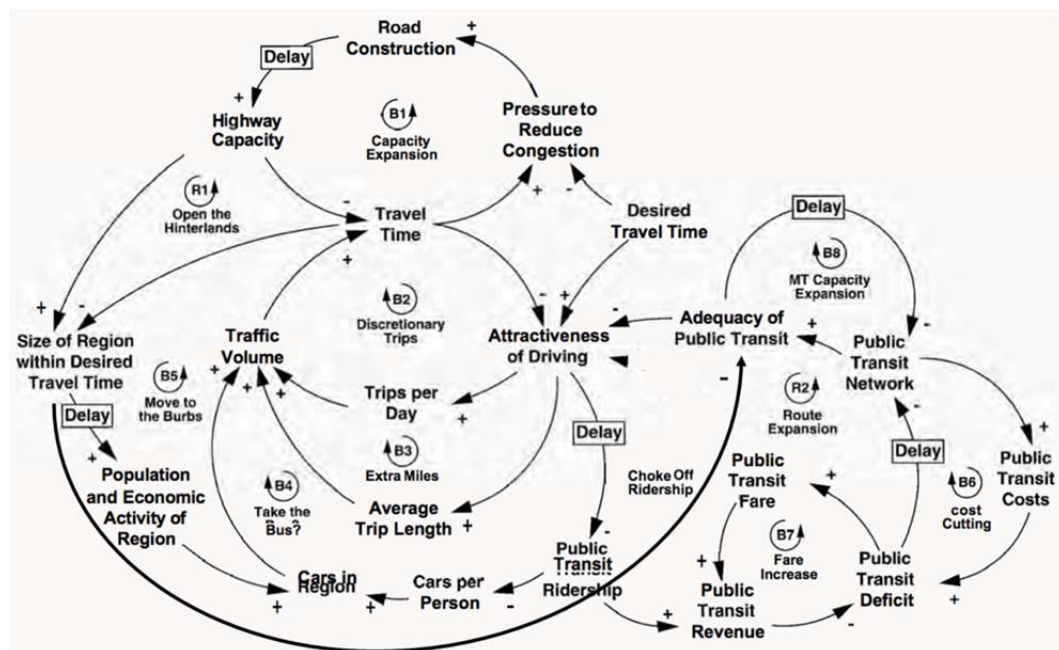 Road
Construction
+
Delay
+
Highway
Capacity
B1
Capacity
Expansion
Pressure to
Reduce
Congestion
+
-
R1
Open the
Hinterlands
-
Travel
Time
+
Desired
Travel Time
Delay
B8
MT Capacity
Expansion
+
-
Size of Region
within Desired
Travel Time
Delay
+
B5
Move to
the Burbs
Traffic
Volume
+
+
+
B2
Discretionary
Trips
-
+
-
Attractiveness
of Driving
Adequacy of
Public Transit
-
+
-
Public
Transit
Network
-
R2
Route
Expansion
Trips per
Day
+
Delay
Delay
B3
Extra Miles
B4
Take the
Bus?
Average
Trip Length
+
Population
and Economic
Activity of
Region
Choke Off
Ridership
Public
Transit
Fare
+
B6
cost
Cutting
+
Public
Transit
Costs
B7
Fare
Increase
-
Public
Transit
Ridership
Cars in
Region
+
+
Cars per
Person
-
+
+
Public
Transit
Revenue
-
Public
Transit
Deficit
+